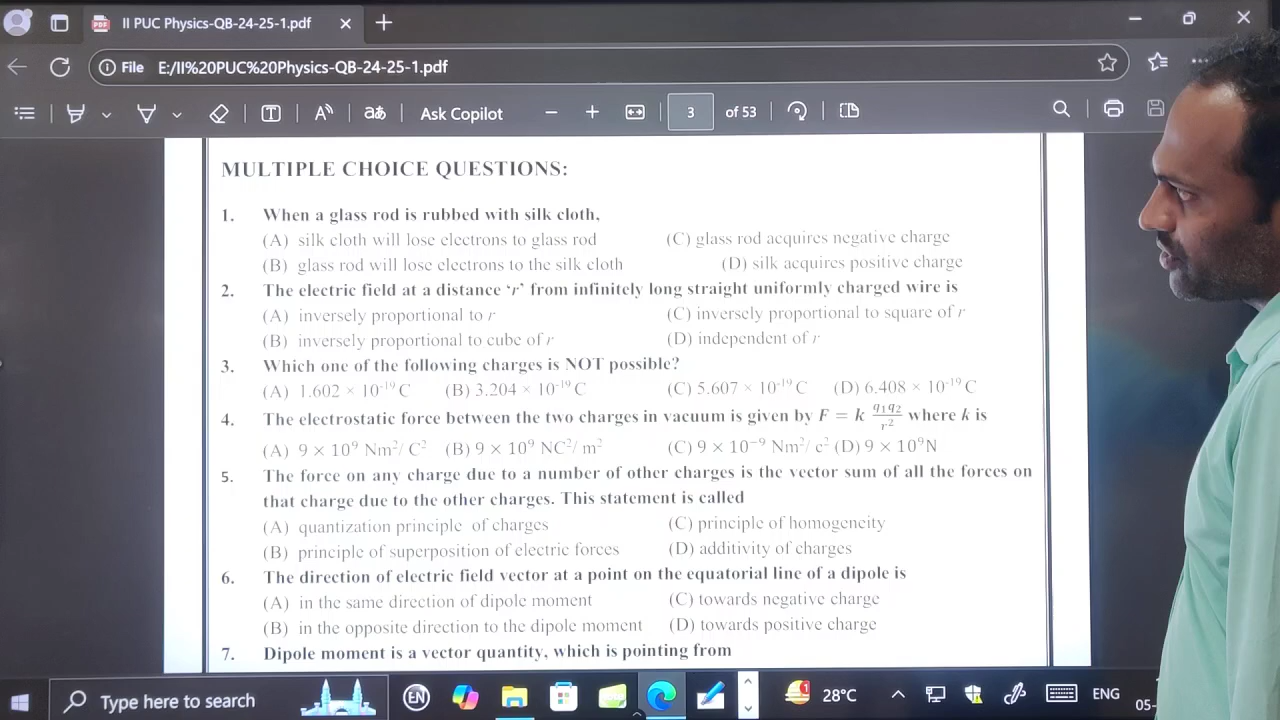 II PUC Physics-QB-24-25-1.pdf
File E:/II%20PUC%20Physics-QB-24-25-1.pdf
Ask Copilot 3 of 53
MULTIPLE CHOICE QUESTIONS:
1. When a glass rod is rubbed with silk cloth,
(A) silk cloth will lose electrons to glass rod (C) glass rod acquires negative charge
(B) glass rod will lose electrons to the silk cloth (D) silk acquires positive charge
2. The electric field at a distance ‘r’ from infinitely long straight uniformly charged wire is
(A) inversely proportional to r (C) inversely proportional to square of r
(B) inversely proportional to cube of r (D) independent of r
3. Which one of the following charges is NOT possible?
(A) 1.602 × 10⁻¹⁹ C (B) 3.204 × 10⁻¹⁹ C (C) 5.607 × 10⁻¹⁹ C (D) 6.408 × 10⁻¹⁹ C
4. The electrostatic force between the two charges in vacuum is given by F = k q₁q₂/r² where k is
(A) 9 × 10⁹ Nm²/ C² (B) 9 × 10⁹ NC²/ m² (C) 9 × 10⁻⁹ Nm²/ c² (D) 9 × 10⁹N
5. The force on any charge due to a number of other charges is the vector sum of all the forces on
that charge due to the other charges. This statement is called
(A) quantization principle of charges (C) principle of homogeneity
(B) principle of superposition of electric forces (D) additivity of charges
6. The direction of electric field vector at a point on the equatorial line of a dipole is
(A) in the same direction of dipole moment (C) towards negative charge
(B) in the opposite direction to the dipole moment (D) towards positive charge
7. Dipole moment is a vector quantity, which is pointing from
Type here to search EN 28°C ENG 05-